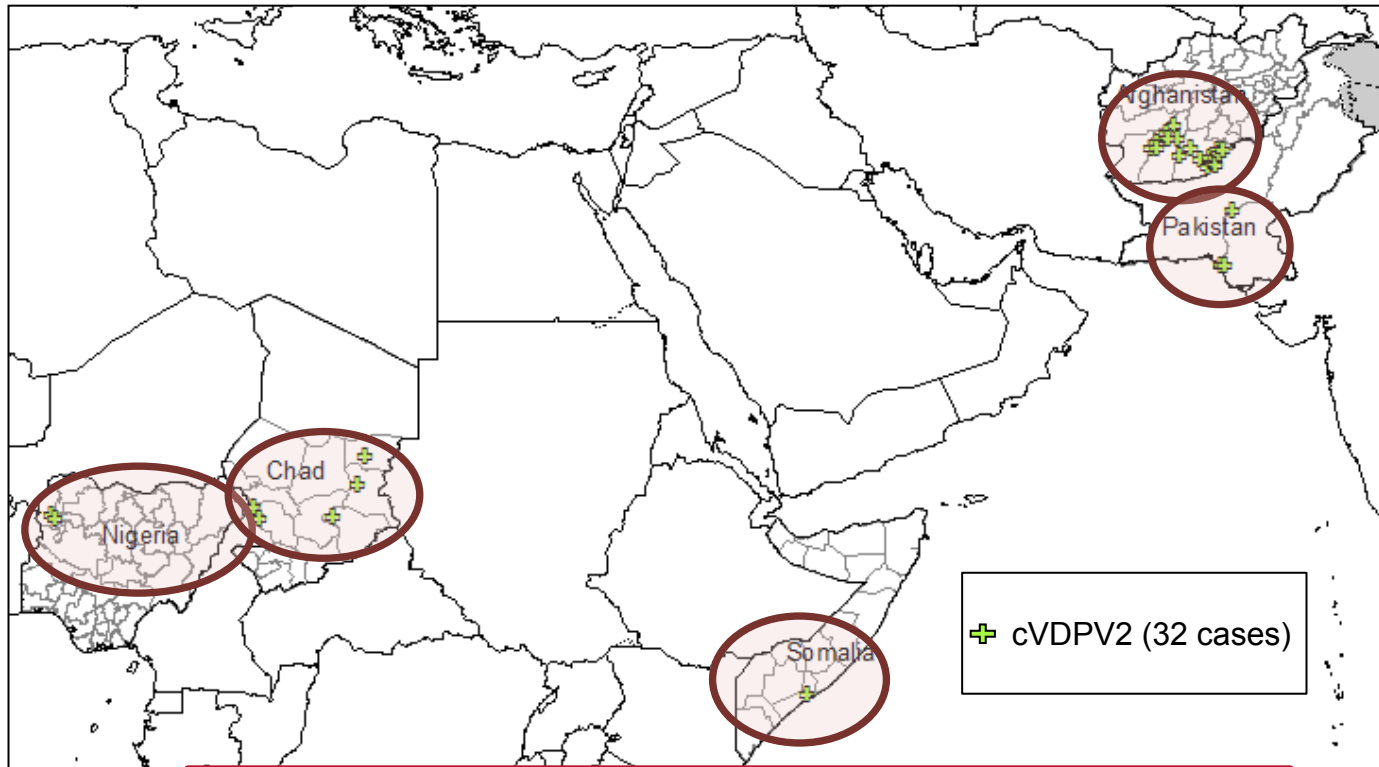 Afghanistan
Pakistan
Chad
Nigeria
Somalia
cVDPV2 (32 cases)